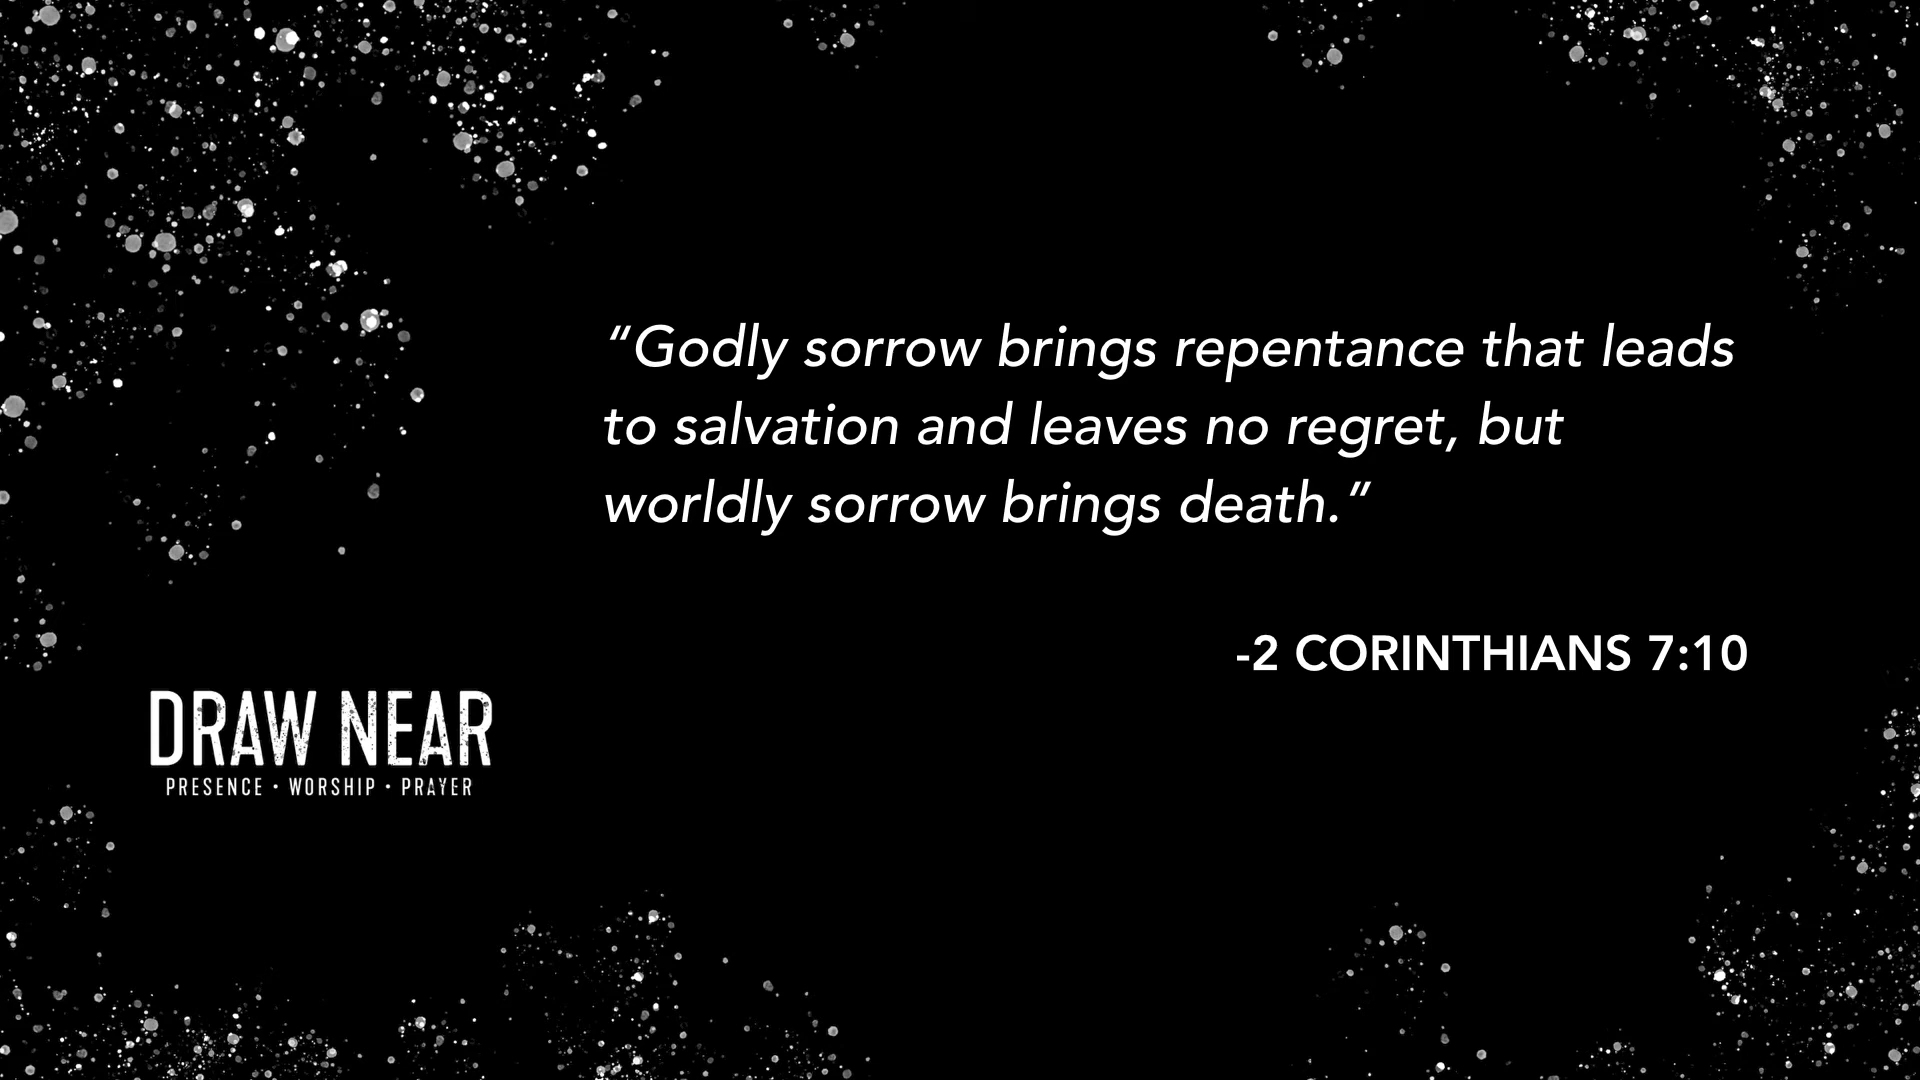 “Godly sorrow brings repentance that leads
to salvation and leaves no regret, but
worldly sorrow brings death.”
-2 CORINTHIANS 7:10
DRAW NEAR
PRESENCE • WORSHIP • PRAYER